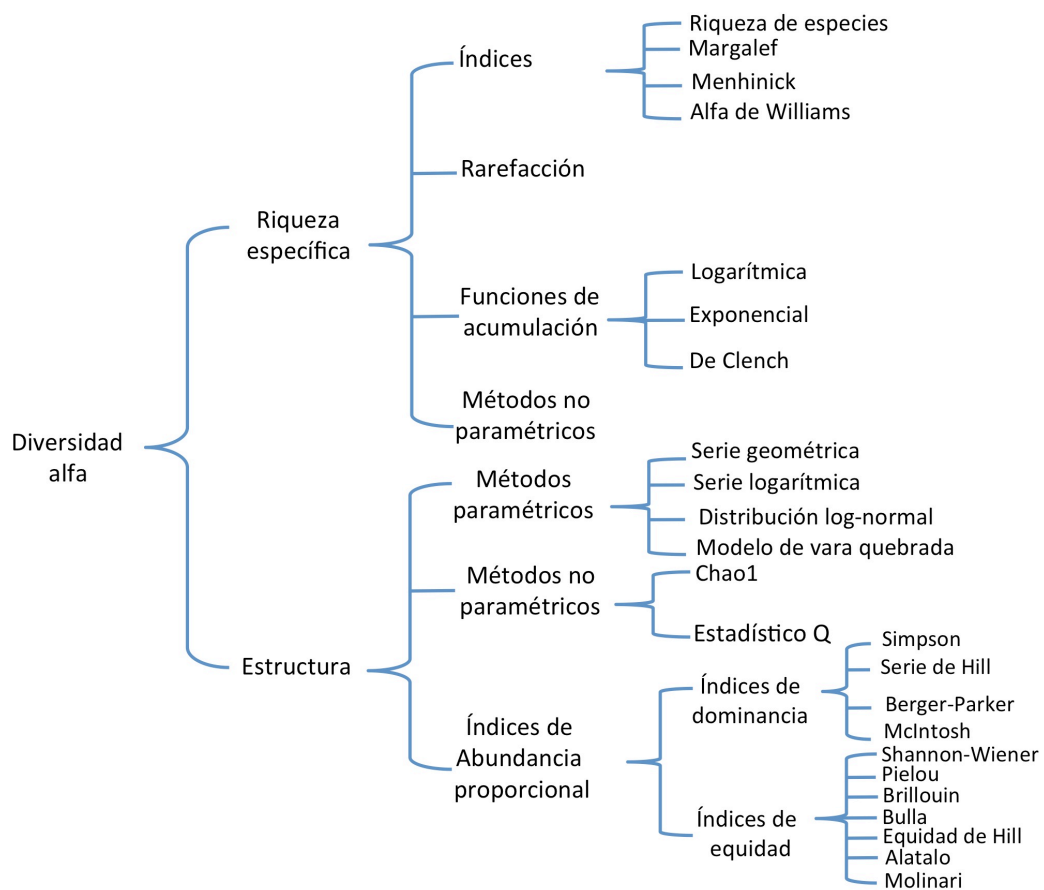 Diversidad
alfa
Riqueza
específica
Índices
Riqueza de especies
Margalef
Menhinick
Alfa de Williams
Rarefacción
Funciones de
acumulación
Logarítmica
Exponencial
De Clench
Métodos no
paramétricos
Estructura
Métodos
paramétricos
Serie geométrica
Serie logarítmica
Distribución log-normal
Modelo de vara quebrada
Métodos no
paramétricos
Chao1
Estadístico Q
Índices de
Abundancia
proporcional
Índices de
dominancia
Simpson
Serie de Hill
Berger-Parker
McIntosh
Índices de
equidad
Shannon-Wiener
Pielou
Brillouin
Bulla
Equidad de Hill
Alatalo
Molinari